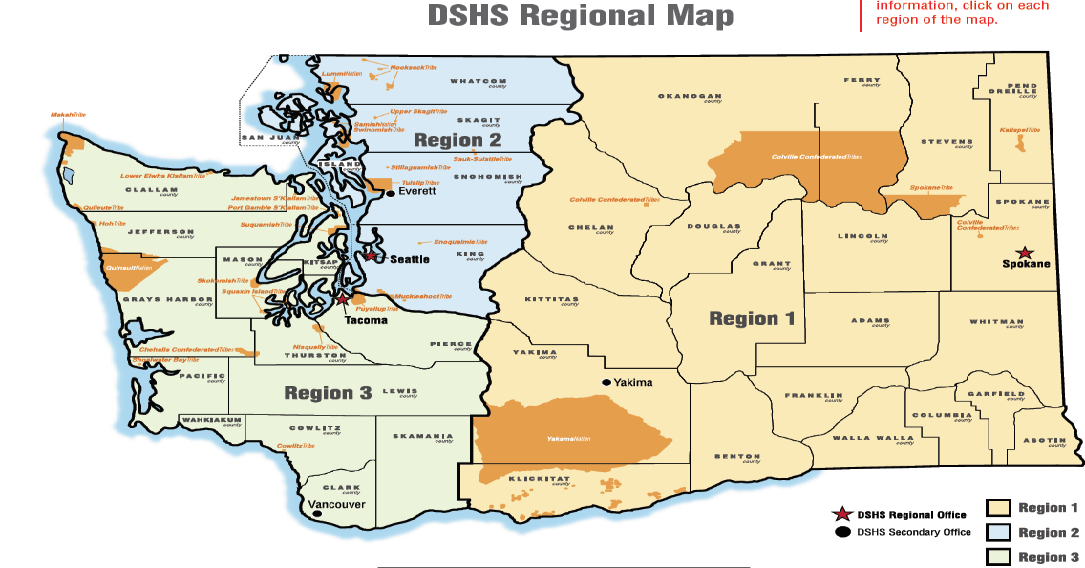 DSHS Regional Map
information, click on each
region of the map.
Makah Tribe
Lummi Nation
Nooksack Tribe
WHATCOM
county
Upper Skagit Tribe
SKAGIT
county
Samish Nation
Swinomish Tribe
SAN JUAN
county
Region 2
ISLAND
county
Sauk-Suiattle Tribe
Stillaguamish Tribe
SNOHOMISH
county
Tulalip Tribe
Everett
Lower Elwha Klallam Tribe
CLALLAM
county
Jamestown S'Klallam Tribe
Port Gamble S'Klallam Tribe
Quileute Tribe
Hoh Tribe
JEFFERSON
county
Suquamish Tribe
Snoqualmie Tribe
KING
county
Seattle
MASON
county
KITSAP
county
Quinault Nation
Skokomish Tribe
Squaxin Island Tribe
GRAYS HARBOR
county
Muckleshoot Tribe
Puyallup Tribe
Tacoma
Nisqually Tribe
THURSTON
county
PIERCE
county
Chehalis Confederated Tribes
Shoalwater Bay Tribe
PACIFIC
county
Region 3
LEWIS
county
WAHKIAKUM
county
COWLITZ
county
Cowlitz Tribe
SKAMANIA
county
CLARK
county
Vancouver
OKANOGAN
county
FERRY
county
PEND
OREILLE
county
STEVENS
county
Kalispel Tribe
Colville Confederated Tribes
Spokane Tribe
SPOKANE
county
Colville Confederated Tribes
Colville
Confederated Tribes
CHELAN
county
DOUGLAS
county
LINCOLN
county
Spokane
GRANT
county
KITTITAS
county
Region 1
ADAMS
county
WHITMAN
county
YAKIMA
county
Yakima
FRANKLIN
county
GARFIELD
county
COLUMBIA
county
WALLA WALLA
county
ASOTIN
county
Yakama Nation
BENTON
county
KLICKITAT
county
DSHS Regional Office
DSHS Secondary Office
Region 1
Region 2
Region 3